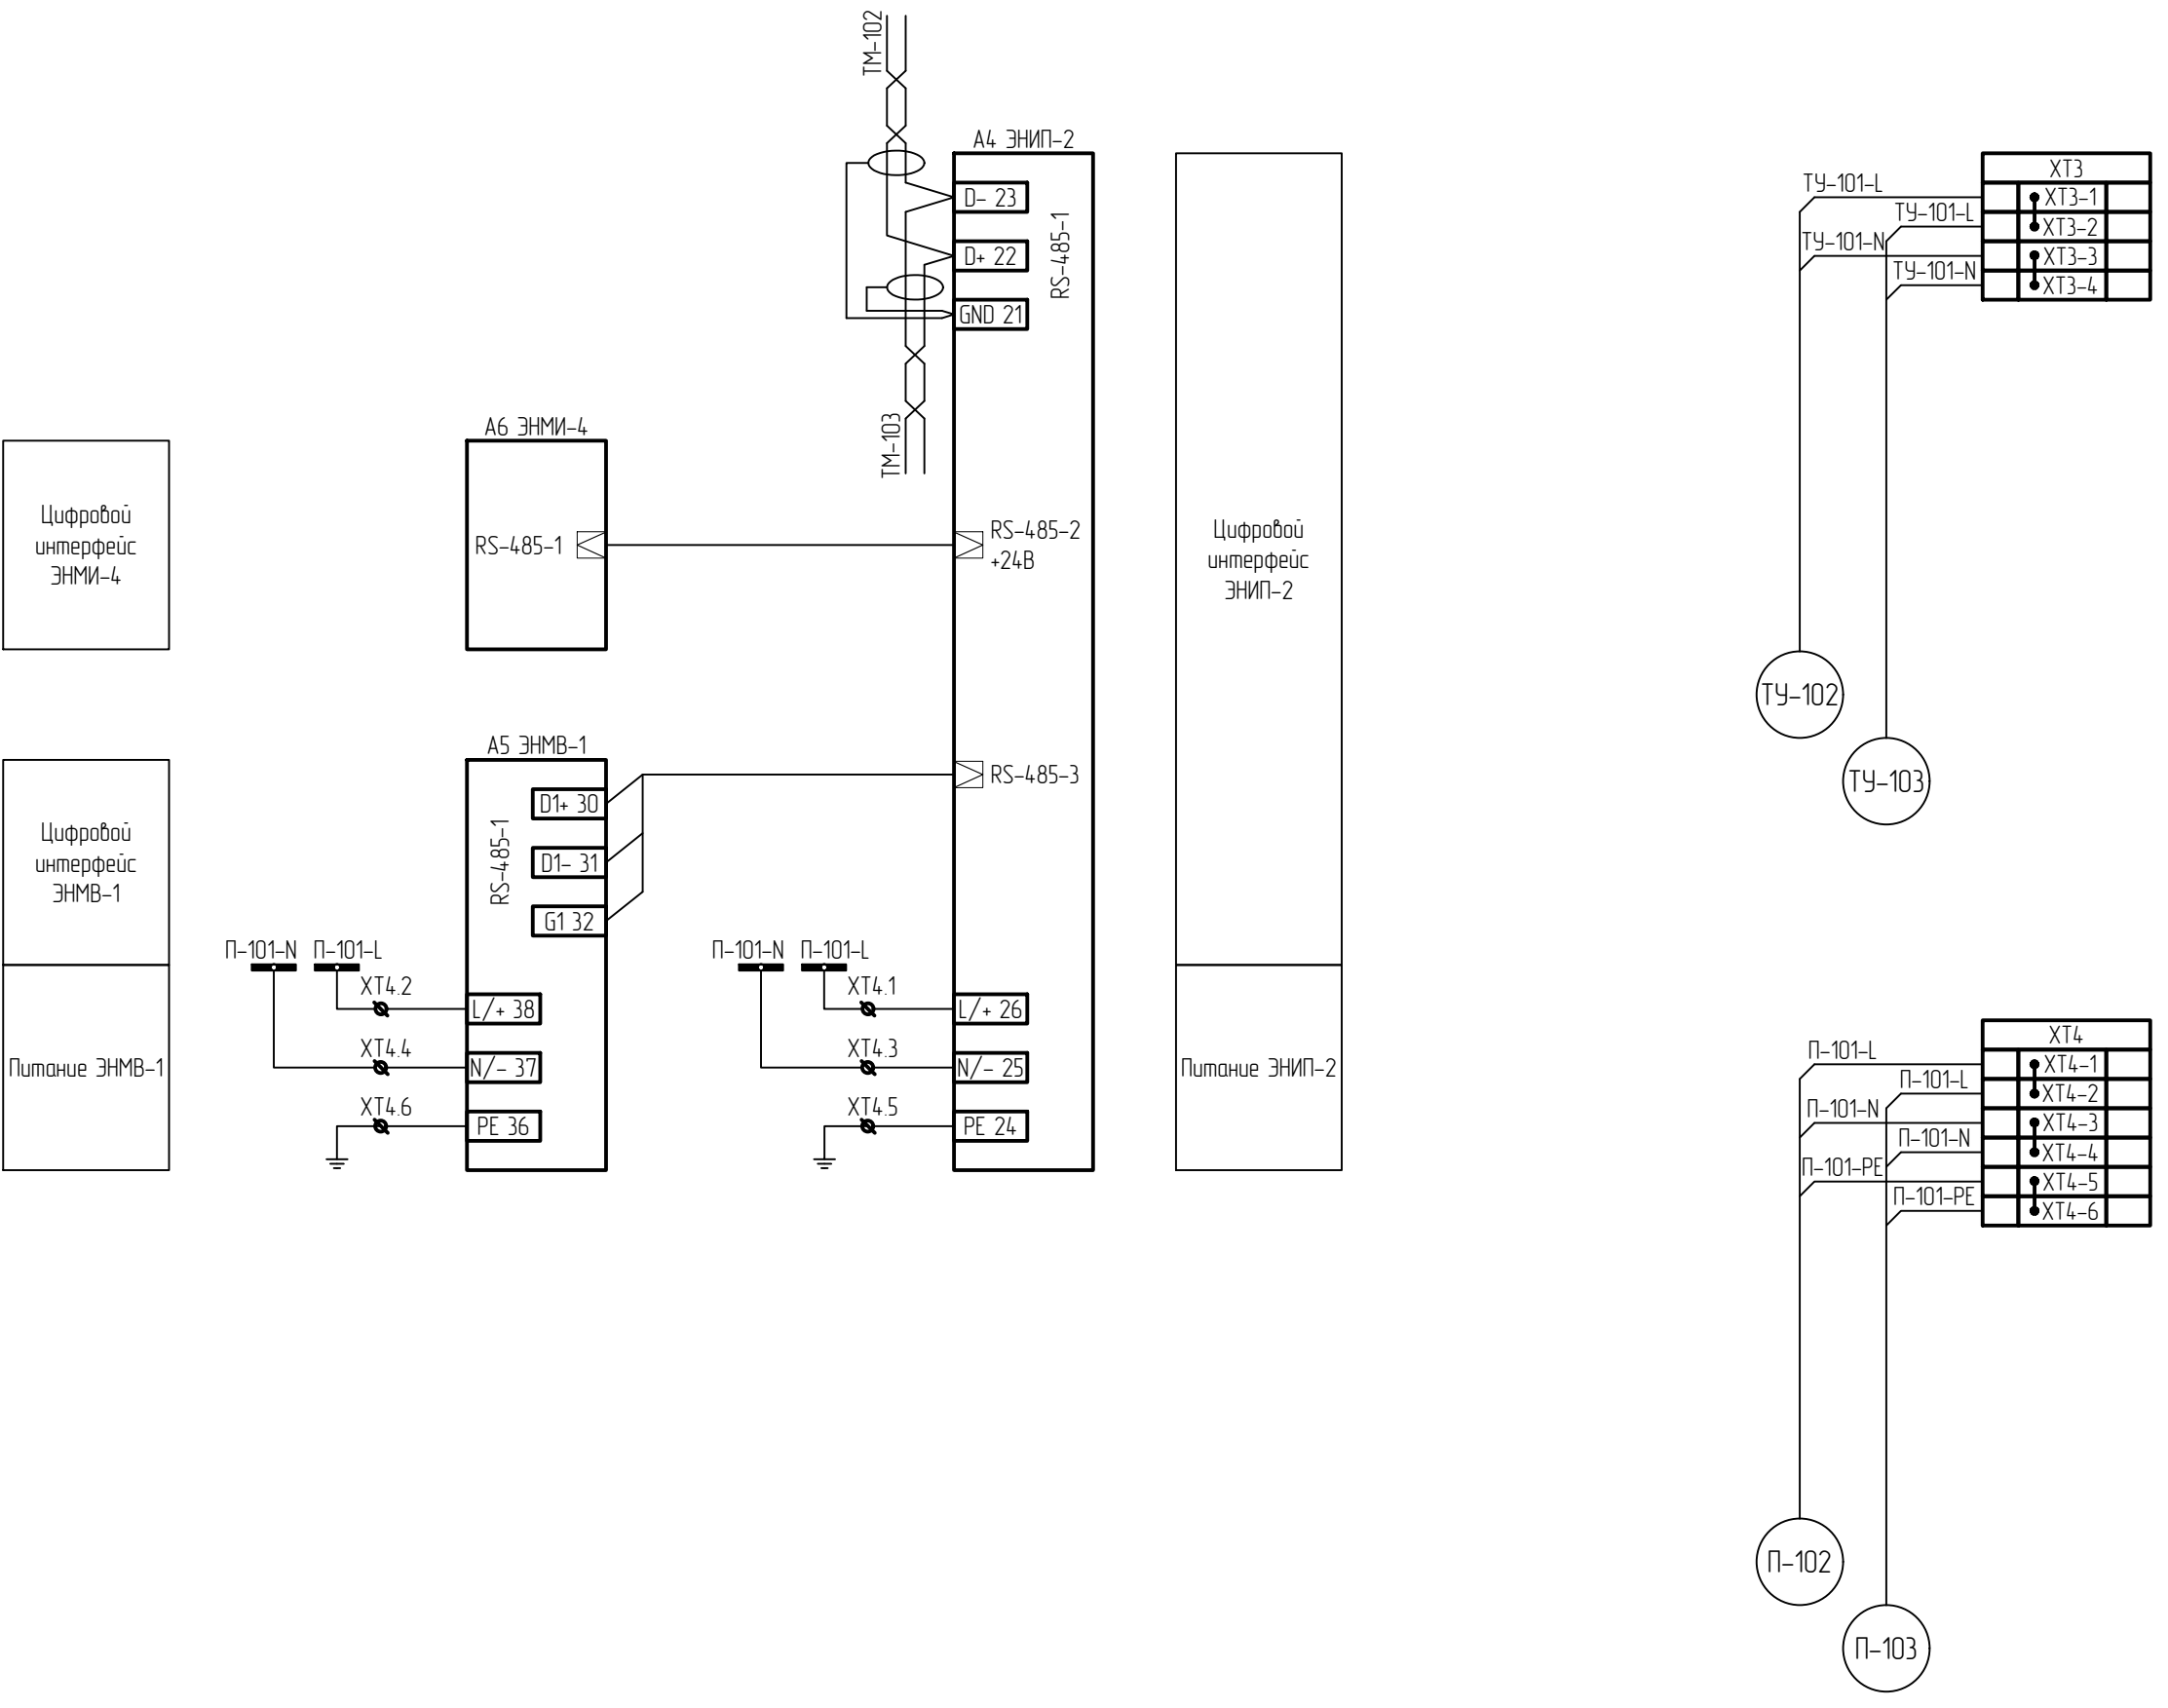 ТМ-102
А4 ЭНИП-2
D- 23
D+ 22
GND 21
RS-485-1
ТМ-103
RS-485-2
+24В
RS-485-3
L/+ 26
N/- 25
PE 24
П-101-N
П-101-L
ХТ4.1
ХТ4.3
ХТ4.5
Цифровой
интерфейс
ЭНИП-2
Питание ЭНИП-2
Цифровой
интерфейс
ЭНМИ-4
А6 ЭНМИ-4
RS-485-1
Цифровой
интерфейс
ЭНМВ-1
Питание ЭНМВ-1
А5 ЭНМВ-1
D1+ 30
D1- 31
G1 32
RS-485-1
П-101-N
П-101-L
ХТ4.2
ХТ4.4
ХТ4.6
L/+ 38
N/- 37
PE 36
ХТ3
ТУ-101-L
ХТ3-1
ТУ-101-L
ХТ3-2
ТУ-101-N
ХТ3-3
ТУ-101-N
ХТ3-4
ТУ-102
ТУ-103
ХТ4
П-101-L
ХТ4-1
П-101-L
ХТ4-2
П-101-N
ХТ4-3
П-101-N
ХТ4-4
П-101-PE
ХТ4-5
П-101-PE
ХТ4-6
П-102
П-103